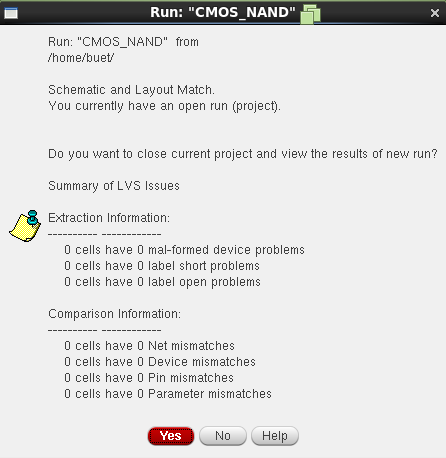 Run: "CMOS_NAND"
Run: "CMOS_NAND" from
/home/buet/
Schematic and Layout Match.
You currently have an open run (project).
Do you want to close current project and view the results of new run?
Summary of LVS Issues
Extraction Information:
---------- ------------
0 cells have 0 mal-formed device problems
0 cells have 0 label short problems
0 cells have 0 label open problems
Comparison Information:
---------- ------------
0 cells have 0 Net mismatches
0 cells have 0 Device mismatches
0 cells have 0 Pin mismatches
0 cells have 0 Parameter mismatches
Yes No Help